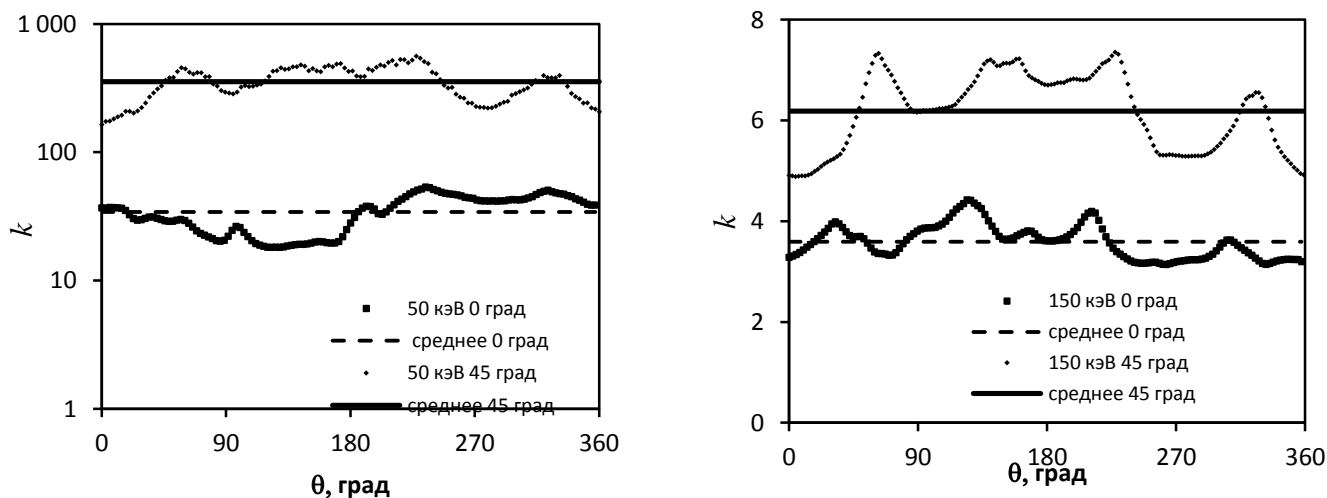 1 000
100
10
1
k
0
90
180
270
360
θ, град
50 кэВ 0 град
среднее 0 град
50 кэВ 45 град
среднее 45 град
8
6
4
2
0
k
0
90
180
270
360
θ, град
150 кэВ 0 град
среднее 0 град
150 кэВ 45 град
среднее 45 град